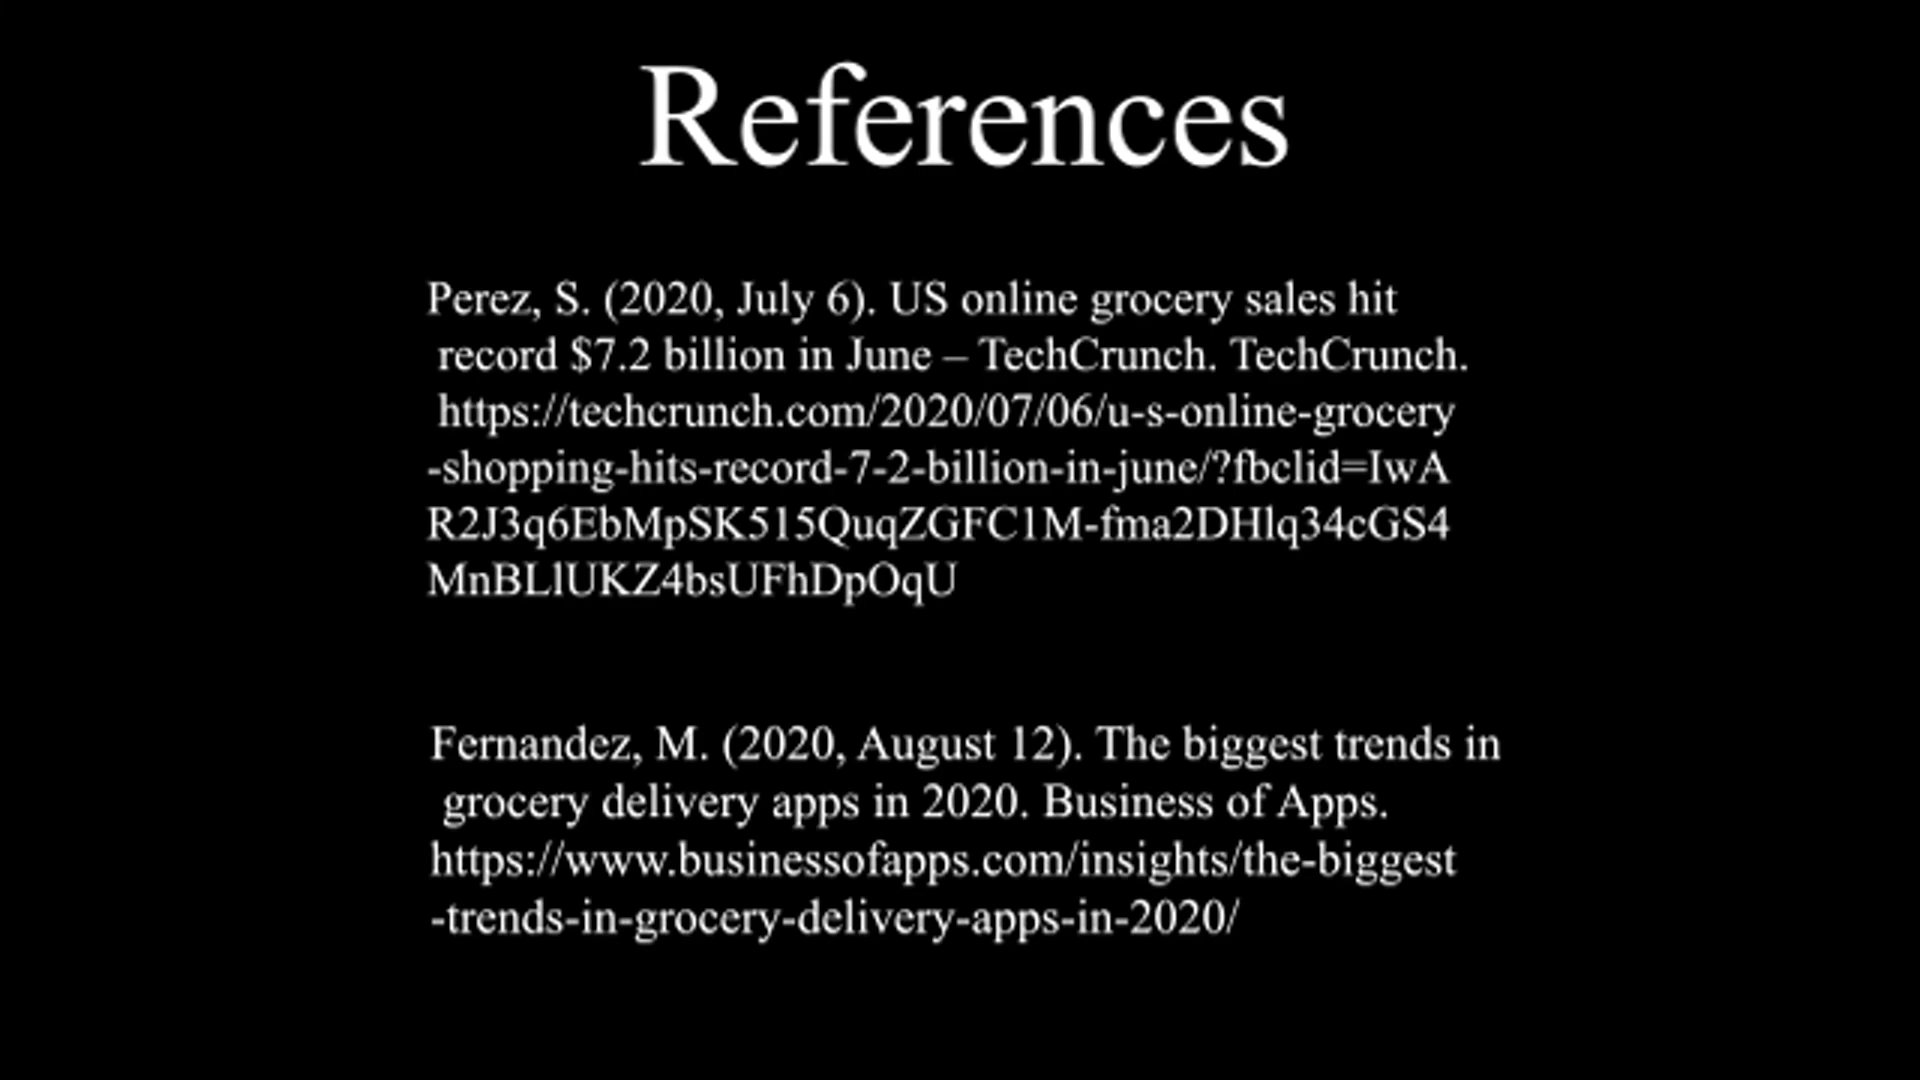 References
Perez, S. (2020, July 6). US online grocery sales hit
record $7.2 billion in June – TechCrunch. TechCrunch.
https://techcrunch.com/2020/07/06/u-s-online-grocery
-shopping-hits-record-7-2-billion-in-june/?fbclid=IwA
R2J3q6EbMpSK515QuqZGFC1M-fma2DHlq34cGS4
MnBLlUKZ4bsUFhDpOqU
Fernandez, M. (2020, August 12). The biggest trends in
grocery delivery apps in 2020. Business of Apps.
https://www.businessofapps.com/insights/the-biggest
-trends-in-grocery-delivery-apps-in-2020/